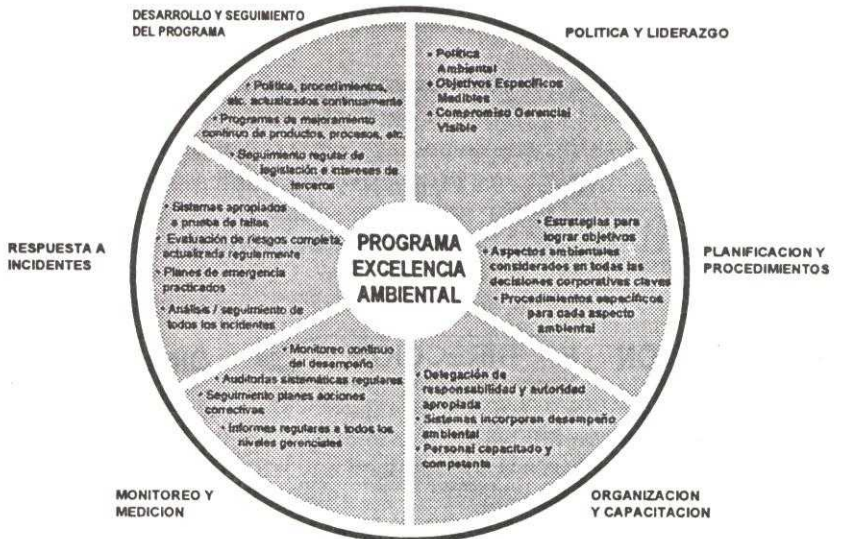 DESARROLLO Y SEGUIMIENTO
DEL PROGRAMA
POLITICA Y LIDERAZGO
• Política
Ambiental
• Objetivos Específicos
Medibles
• Compromiso Gerencial
Visible
• Política, procedimientos,
etc. actualizados continuamente
• Programas de mejoramiento
continuo de productos, procesos, etc.
• Seguimiento regular de
legislación e intereses de
terceros
RESPUESTA A
INCIDENTES
• Sistemas apropiados
a prueba de fallas
• Evaluación de riesgos completa,
actualizada regularmente
• Planes de emergencia
practicados
• Análisis / seguimiento de
todos los incidentes
PROGRAMA
EXCELENCIA
AMBIENTAL
• Estrategias para
lograr objetivos
• Aspectos ambientales
considerados en todas las
decisiones corporativas claves
• Procedimientos específicos
para cada aspecto
ambiental
PLANIFICACION Y
PROCEDIMIENTOS
• Monitoreo continuo
del desempeño
• Auditorías sistemáticas regulares
• Seguimiento planes acciones
correctivas
• Informes regulares a todos los
niveles gerenciales
• Delegación de
responsabilidad y autoridad
apropiada
• Sistemas incorporan desempeño
ambiental
• Personal capacitado y
competente
MONITOREO Y
MEDICION
ORGANIZACION
Y CAPACITACION